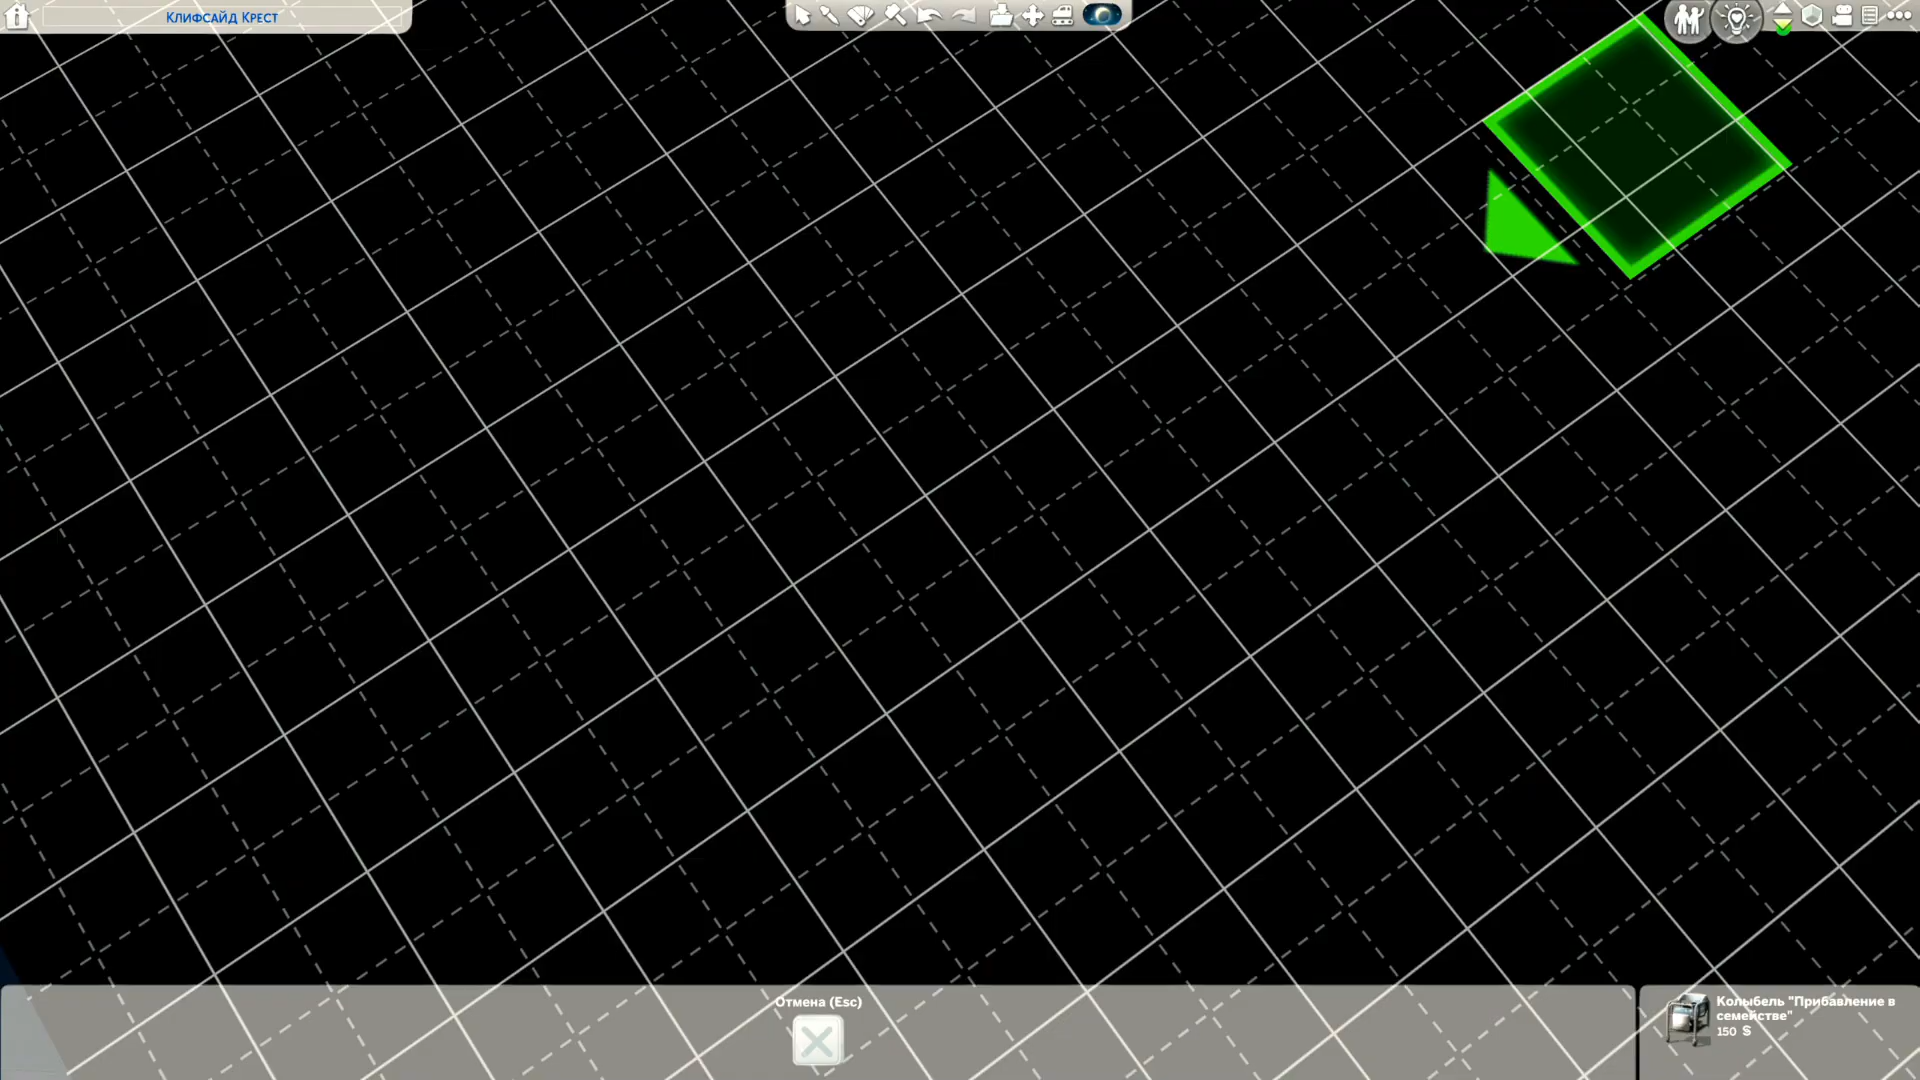 Клифсайд Крест
Отмена (Esc)
Колыбель "Прибавление в
семействе"
150 $